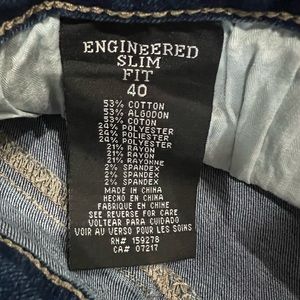 ENGINEERED
SLIM
FIT
40
53% COTTON
53% ALGODON
53% COTON
24% POLYESTER
24% POLIESTER
24% POLYESTER
21% RAYON
21% RAYON
21% RAYONNE
2% SPANDEX
2% SPANDEX
2% SPANDEX
MADE IN CHINA
HECHO EN CHINA
FABRIQUE EN CHINE
SEE REVERSE FOR CARE
VOLTEAR PARA CUIDADO
VOIR AU VERSO POUR LES SOINS
RN# 159278
CA# 07217